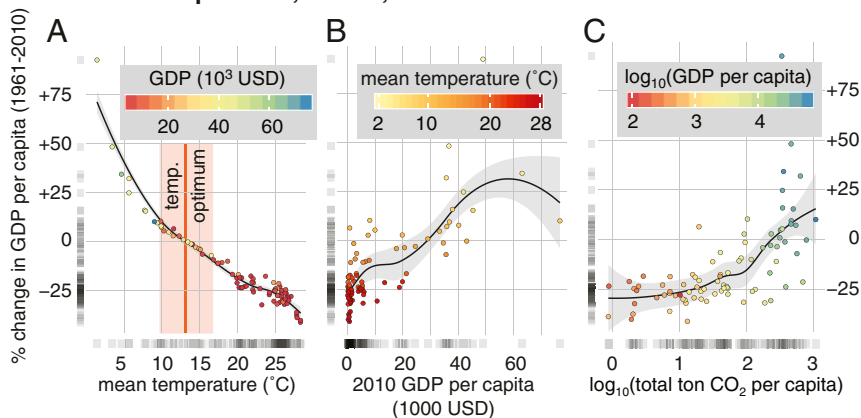 A
B
C
% change in GDP per capita (1961-2010)
GDP (10³ USD)
20 40 60
mean temperature (˚C)
2 10 20 28
log₁₀(GDP per capita)
2 3 4
+75
+50
+25
0
−25
temp.
optimum
+75
+50
+25
0
−25
5 10 15 20 25
mean temperature (˚C)
0 20 40 60
2010 GDP per capita
(1000 USD)
0 1 2 3
log₁₀(total ton CO₂ per capita)